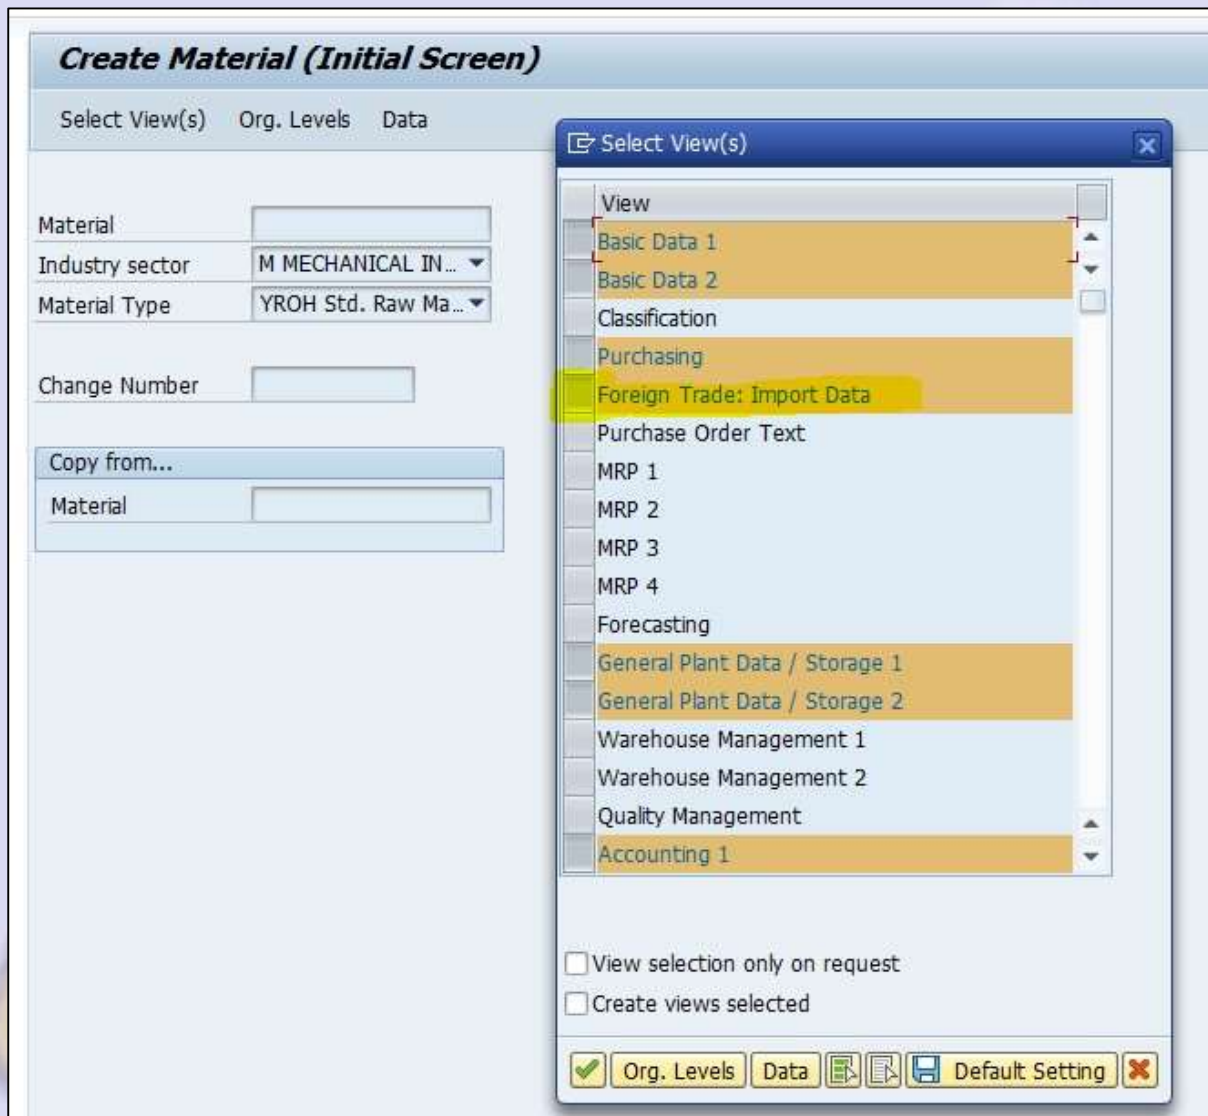 Create Material (Initial Screen)
Select View(s) Org. Levels Data
Material
Industry sector M MECHANICAL IN...
Material Type YROH Std. Raw Ma...
Change Number
Copy from...
Material
Select View(s)
View
Basic Data 1
Basic Data 2
Classification
Purchasing
Foreign Trade: Import Data
Purchase Order Text
MRP 1
MRP 2
MRP 3
MRP 4
Forecasting
General Plant Data / Storage 1
General Plant Data / Storage 2
Warehouse Management 1
Warehouse Management 2
Quality Management
Accounting 1
View selection only on request
Create views selected
Org. Levels Data Default Setting